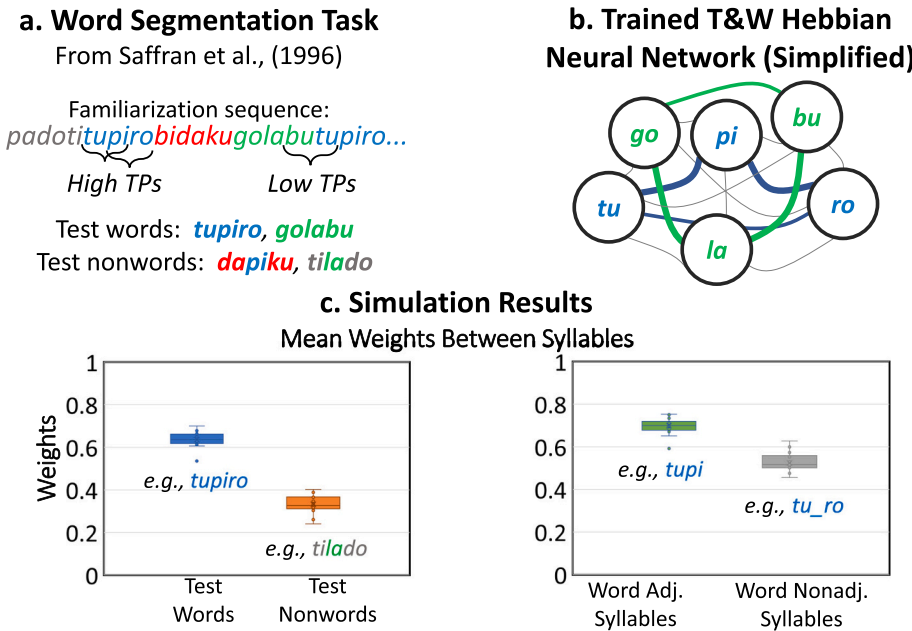 a. Word Segmentation Task
From Saffran et al., (1996)
Familiarization sequence:
padotitupirobidakugolabutupiro...
High TPs
Low TPs
Test words: tupiro, golabu
Test nonwords: dapiku, tilado
b. Trained T&W Hebbian
Neural Network (Simplified)
go
pi
bu
tu
ro
la
c. Simulation Results
Mean Weights Between Syllables
Weights
1
0.8
0.6
0.4
0.2
0
e.g., tupiro
e.g., tilado
Test
Words
Test
Nonwords
1
0.8
0.6
0.4
0.2
0
e.g., tupi
e.g., tu_ro
Word Adj.
Syllables
Word Nonadj.
Syllables